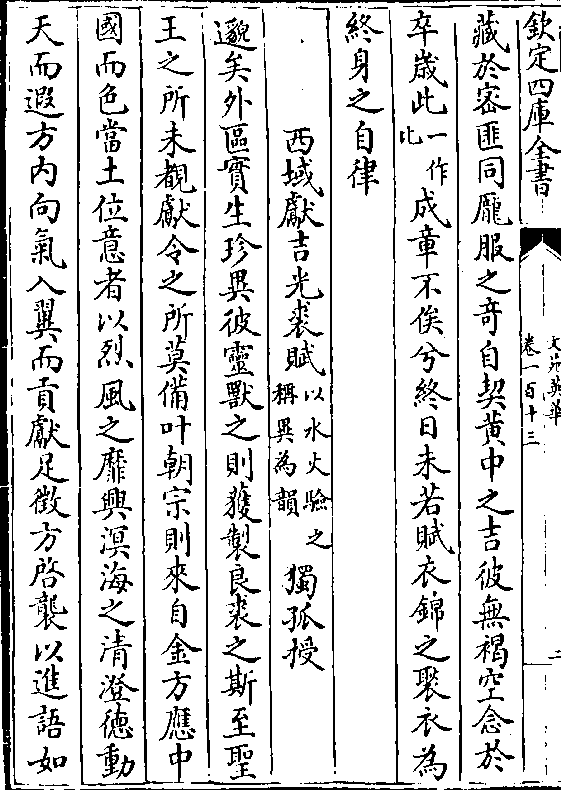 欽定四庫全書
文苑英華
卷一百十三
二
藏於密匪同龎服之竒自契黄中之吉彼無褐空念於
卒歳此一作比成章不俟兮終日未若賦衣錦之褧衣為
終身之自律
西域獻吉光裘賦以水火驗之稱異為韻 獨孤授
邈矣外區實生珍異彼靈獸之則獲製良裘之斯至聖
王之所未覩獻令之所莫備叶朝宗則來自金方應中
國而色當土位意者以烈風之靡興溟海之清澄德動
天而遐方内向氣入翼而貢獻足徵方啓襲以進語如